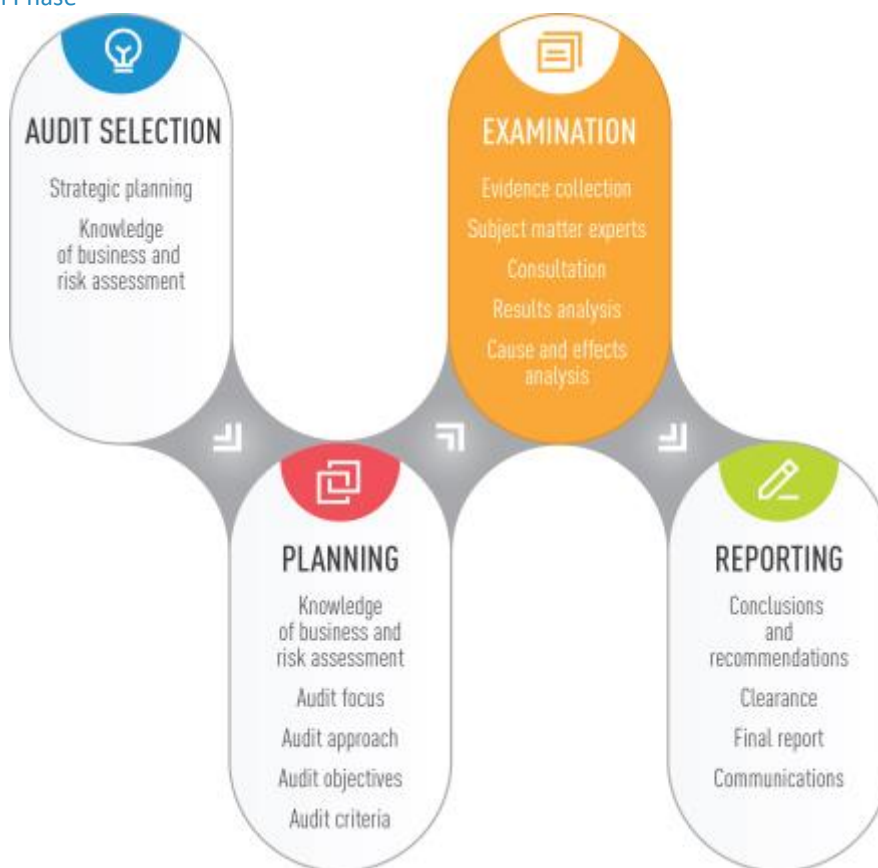 Phase
AUDIT SELECTION
Strategic planning
Knowledge
of business and
risk assessment
PLANNING
Knowledge
of business and
risk assessment
Audit focus
Audit approach
Audit objectives
Audit criteria
EXAMINATION
Evidence collection
Subject matter experts
Consultation
Results analysis
Cause and effects
analysis
REPORTING
Conclusions
and
recommendations
Clearance
Final report
Communications